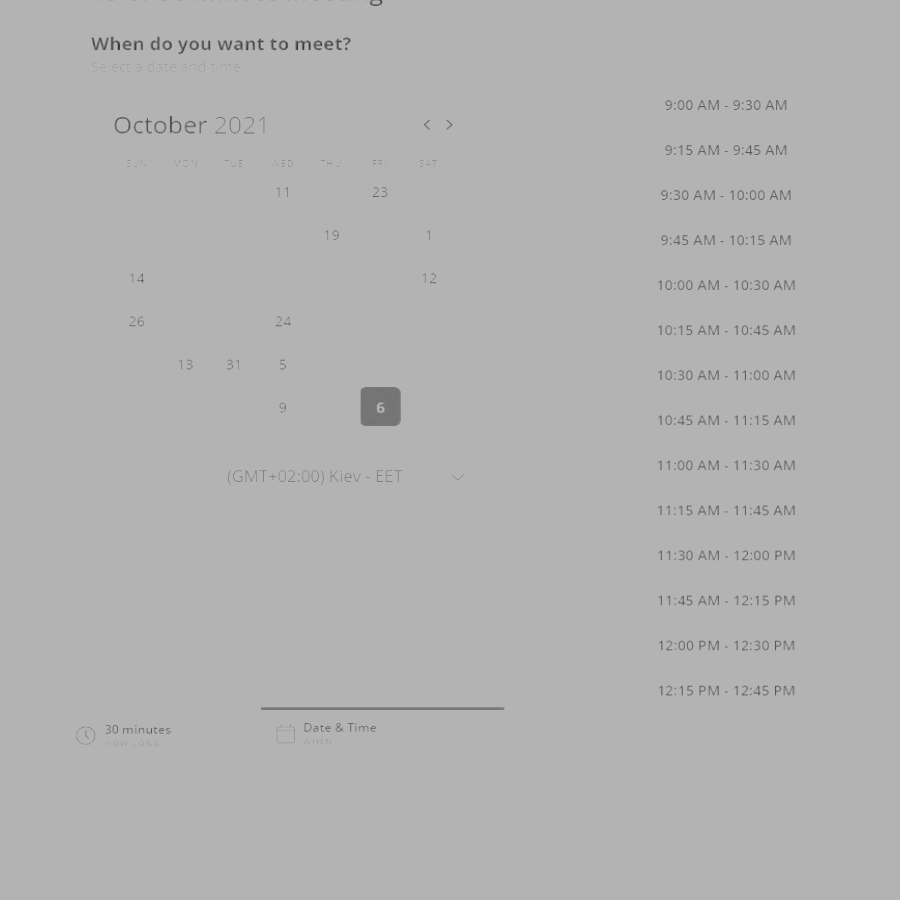 When do you want to meet?
Select a date and time
October 2021
SUN MON TUE WED THU FRI SAT
11 23
19 1
14 12
26 24
13 31 5
9 6
(GMT+02:00) Kiev - EET
9:00 AM - 9:30 AM
9:15 AM - 9:45 AM
9:30 AM - 10:00 AM
9:45 AM - 10:15 AM
10:00 AM - 10:30 AM
10:15 AM - 10:45 AM
10:30 AM - 11:00 AM
10:45 AM - 11:15 AM
11:00 AM - 11:30 AM
11:15 AM - 11:45 AM
11:30 AM - 12:00 PM
11:45 AM - 12:15 PM
12:00 PM - 12:30 PM
12:15 PM - 12:45 PM
30 minutes
HOW LONG
Date & Time
WHEN